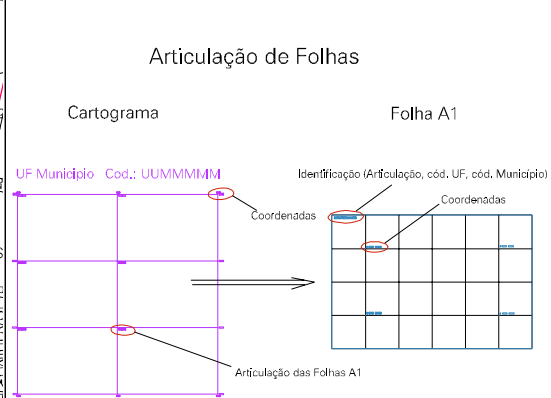 Articulação de Folhas
Cartograma
Folha A1
UF Municipio Cod.: UUMMMMM
Identificação (Articulação, cód. UF, cód. Município)
Coordenadas
Coordenadas
Articulação das Folhas A1